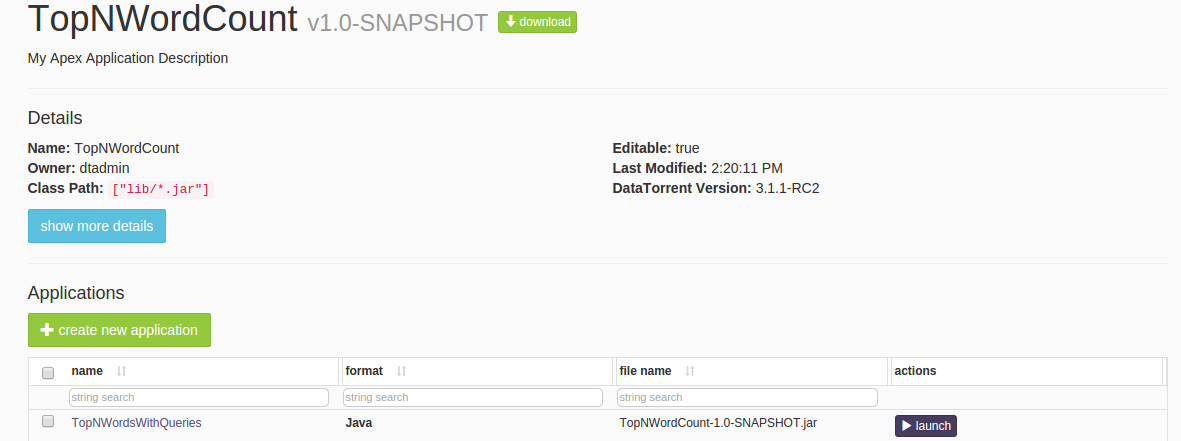 TopNWordCount v1.0-SNAPSHOT download
My Apex Application Description
Details
Name: TopNWordCount
Owner: dtadmin
Class Path: ["lib/*.jar"]
Editable: true
Last Modified: 2:20:11 PM
DataTorrent Version: 3.1.1-RC2
show more details
Applications
create new application
name format file name actions
string search string search string search
TopNWordsWithQueries Java TopNWordCount-1.0-SNAPSHOT.jar launch